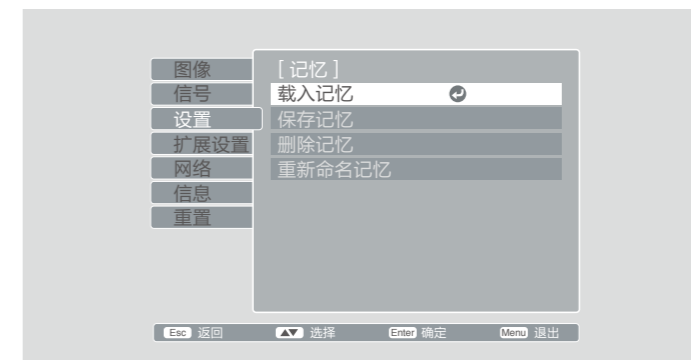 图像
信号
设置
扩展设置
网络
信息
重置
[ 记忆 ]
载入记忆
保存记忆
删除记忆
重新命名记忆
Esc 返回 ▲▼ 选择 Enter 确定 Menu 退出